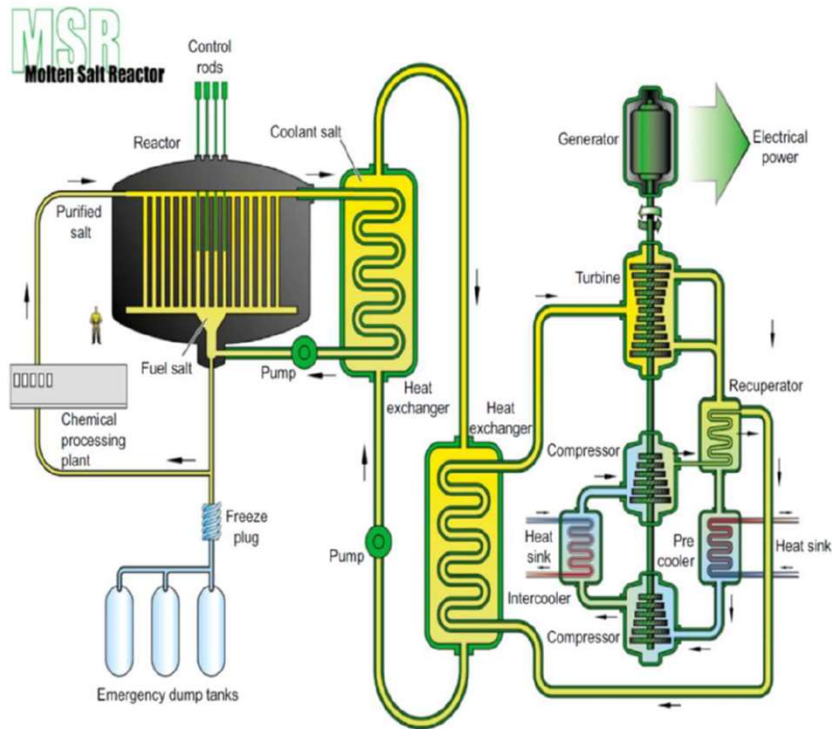 MSR
Molten Salt Reactor
Control
rods
Reactor
Coolant salt
Generator
Electrical
power
Purified
salt
Turbine
Fuel salt
Pump
Heat
exchanger
Heat
exchanger
Recuperator
Chemical
processing
plant
Compressor
Freeze
plug
Pump
Heat
sink
Pre
cooler
Heat sink
Intercooler
Compressor
Emergency dump tanks